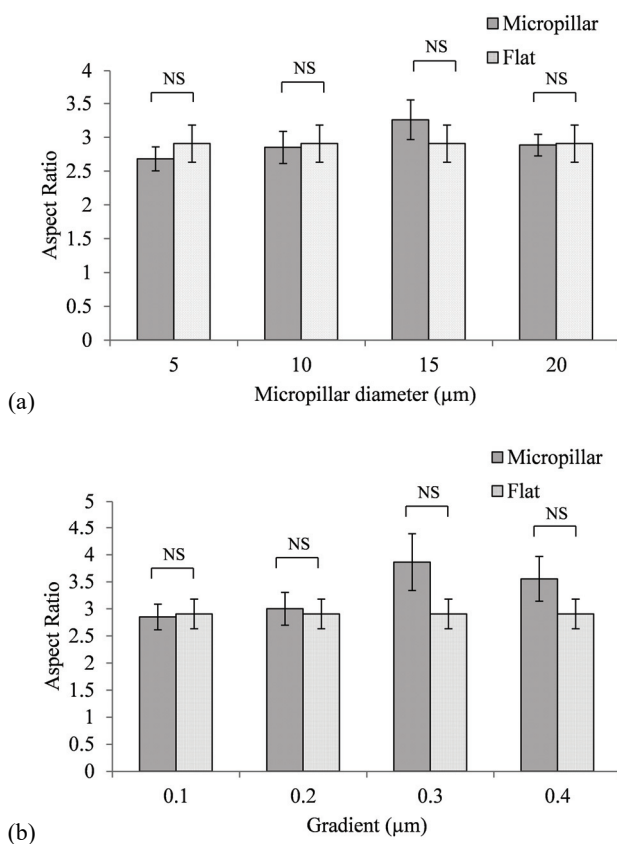 Micropillar
Flat
NS
NS
NS
NS
4
3.5
3
2.5
2
1.5
1
0.5
0
Aspect Ratio
5
10
15
20
Micropillar diameter (µm)
(a)
Micropillar
Flat
NS
NS
NS
NS
5
4.5
4
3.5
3
2.5
2
1.5
1
0.5
0
Aspect Ratio
0.1
0.2
0.3
0.4
Gradient (µm)
(b)